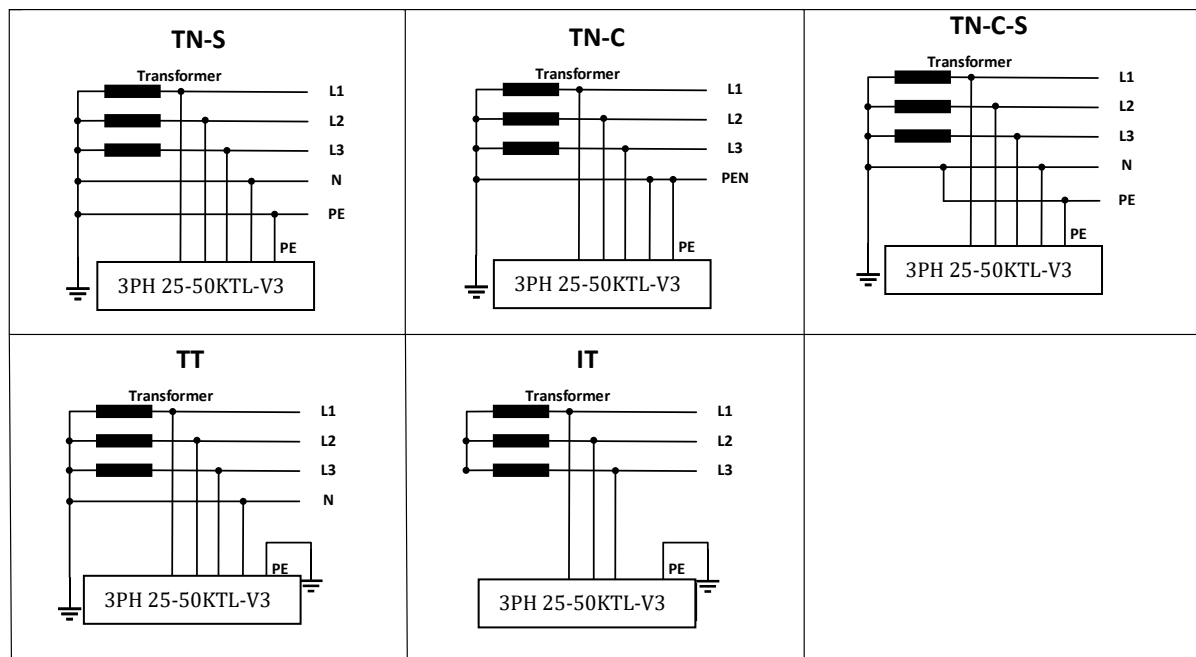 TN-S
Transformer
L1
L2
L3
N
PE
PE
3PH 25-50KTL-V3
TN-C
Transformer
L1
L2
L3
PEN
PE
3PH 25-50KTL-V3
TN-C-S
Transformer
L1
L2
L3
N
PE
PE
3PH 25-50KTL-V3
TT
Transformer
L1
L2
L3
N
PE
3PH 25-50KTL-V3
IT
Transformer
L1
L2
L3
PE
3PH 25-50KTL-V3